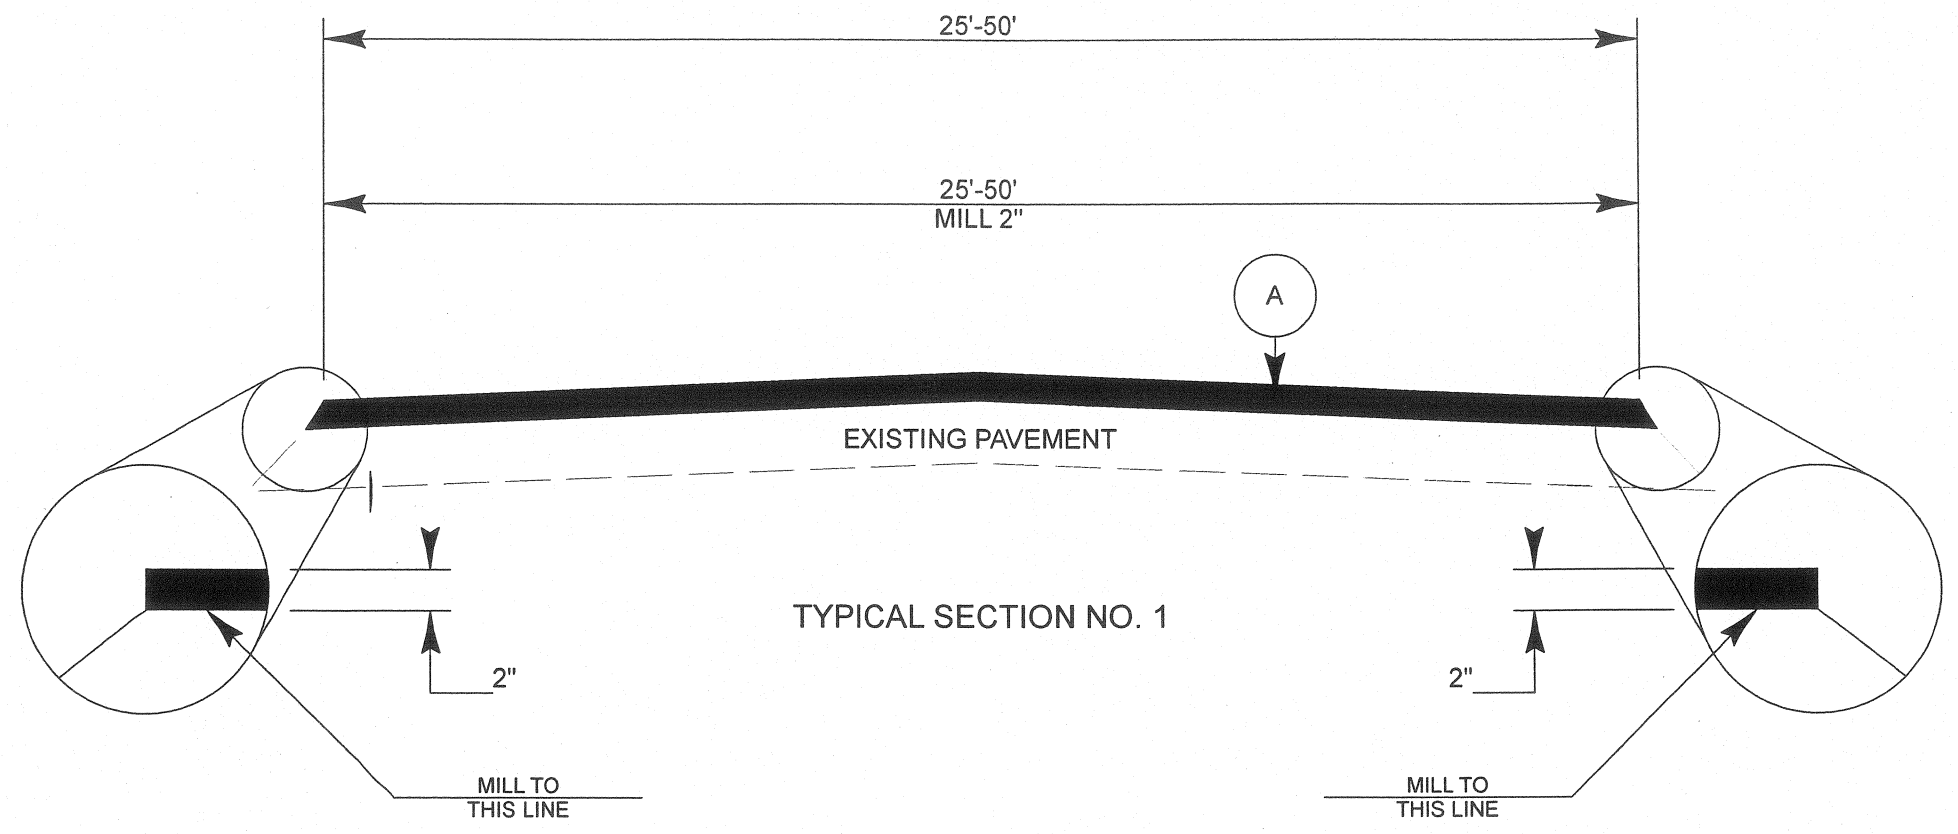 25'-50'
25'-50'
MILL 2"
A
EXISTING PAVEMENT
TYPICAL SECTION NO. 1
2"
2"
MILL TO
THIS LINE
MILL TO
THIS LINE